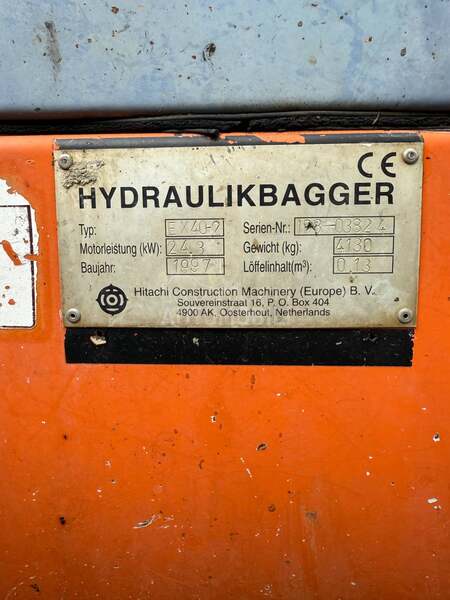 CE
HYDRAULIKBAGGER
Typ: EX40-2 Serien-Nr.:
Motorleistung (kW): 24.3 Gewicht (kg): 4130
Baujahr: 1997 Löffelinhalt(m³): 0.13
Hitachi Construction Machinery (Europe) B. V.
Souvereinstraat 16, P. O. Box 404
4900 AK, Oosterhout, Netherlands